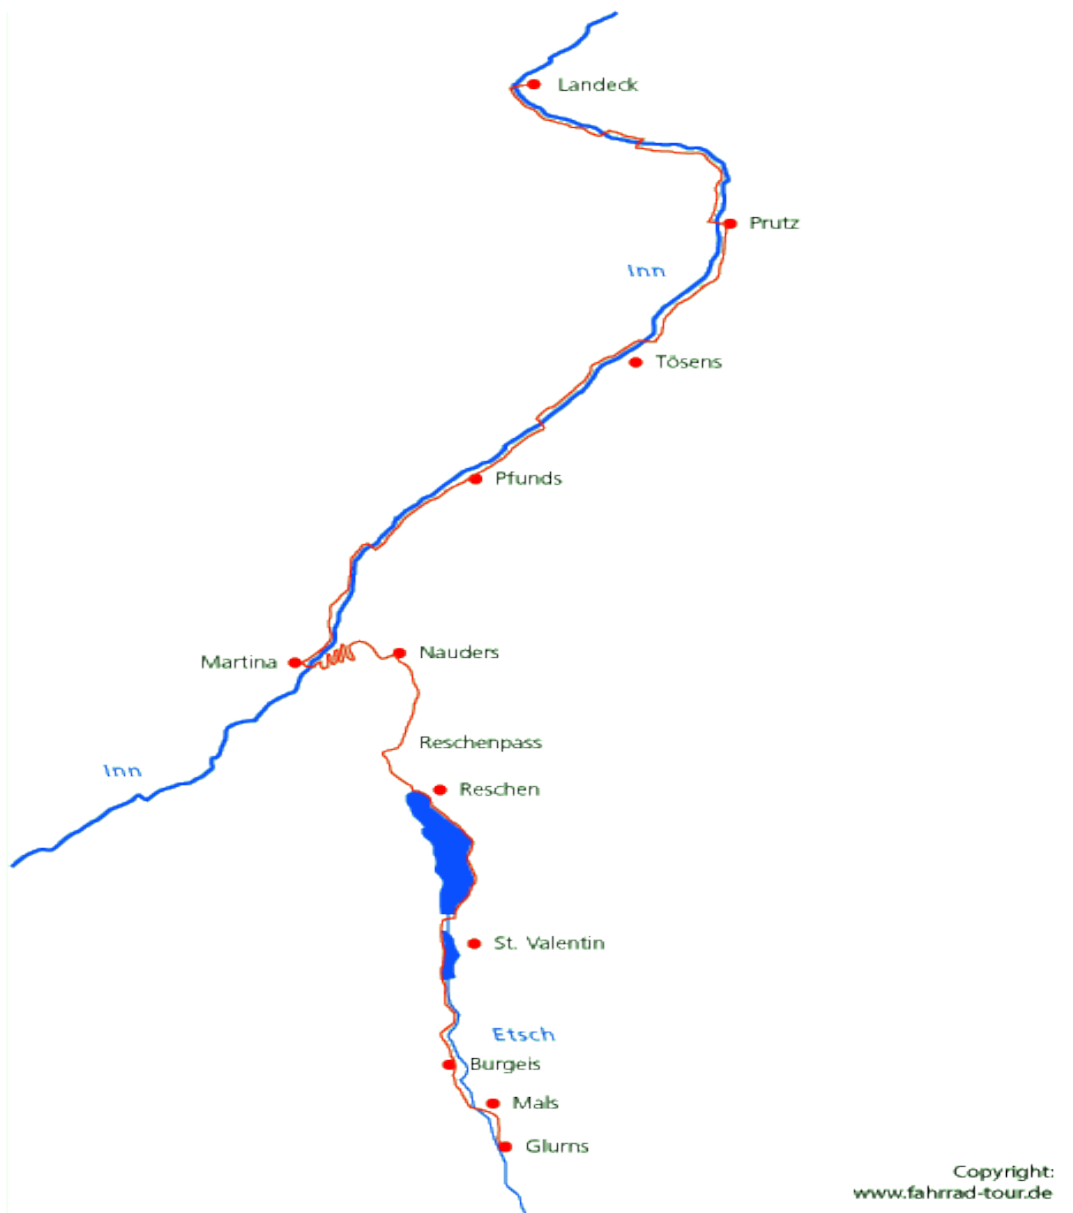 Landeck
Prutz
Inn
Tösens
Pfunds
Martina
Nauders
Reschenpass
Inn
Reschen
St. Valentin
Etsch
Burgeis
Mals
Glurns
Copyright:
www.fahrrad-tour.de